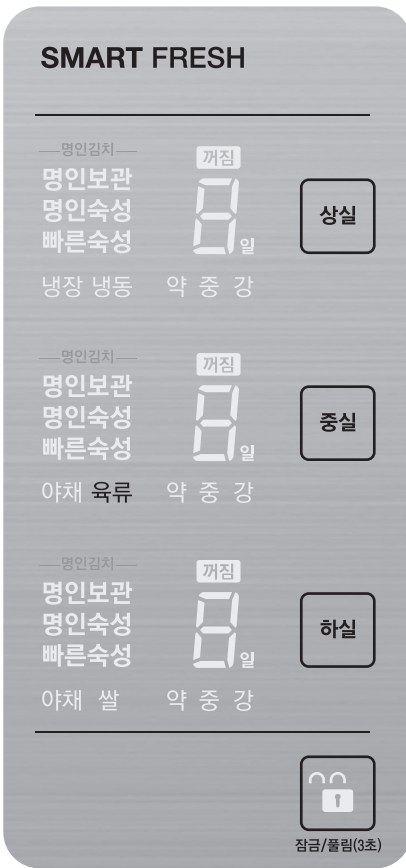 SMART FRESH
명인김치 꺼짐
명인보관
명인숙성 8 상실
빠른숙성 일
냉장 냉동 약 중 강
명인김치 꺼짐
명인보관
명인숙성 8 중실
빠른숙성 일
야채 육류 약 중 강
명인김치 꺼짐
명인보관
명인숙성 8 하실
빠른숙성 일
야채 쌀 약 중 강
잠금/풀림(3초)